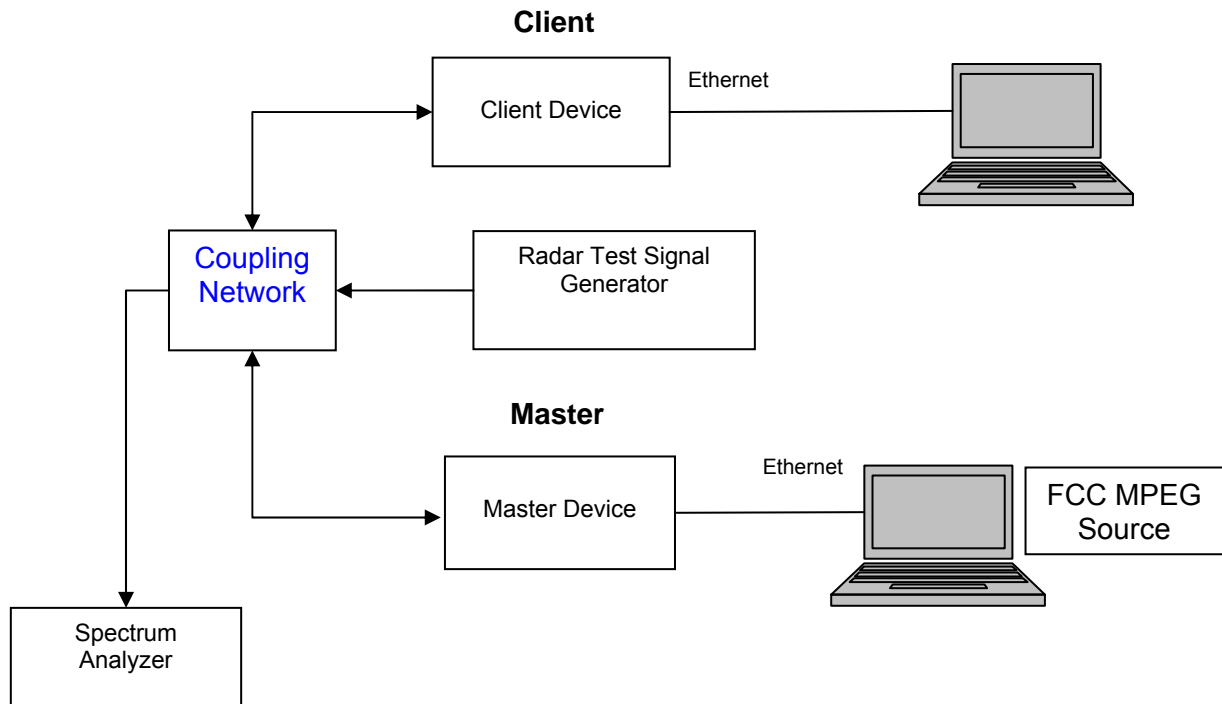 Client
Client Device
Ethernet
Coupling
Network
Radar Test Signal
Generator
Master
Master Device
Ethernet
FCC MPEG
Source
Spectrum
Analyzer